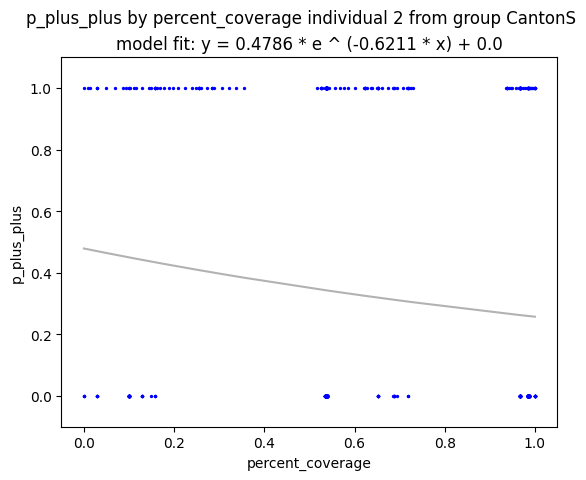 p_plus_plus by percent_coverage individual 2 from group CantonS
model fit: y = 0.4786 * e ^ (-0.6211 * x) + 0.0
1.0
0.8
0.6
0.4
0.2
0.0
p_plus_plus
0.0 0.2 0.4 0.6 0.8 1.0
percent_coverage